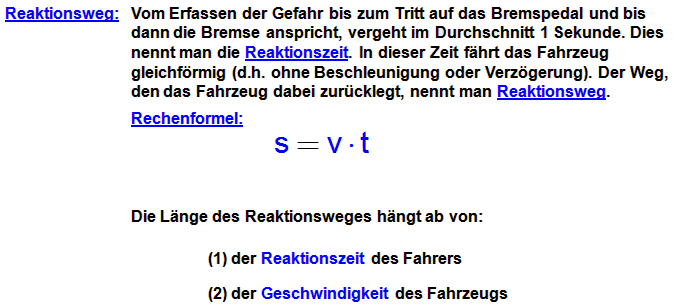 Reaktionsweg: Vom Erfassen der Gefahr bis zum Tritt auf das Bremspedal und bis
dann die Bremse anspricht, vergeht im Durchschnitt 1 Sekunde. Dies
nennt man die Reaktionszeit. In dieser Zeit fährt das Fahrzeug
gleichförmig (d.h. ohne Beschleunigung oder Verzögerung). Der Weg,
den das Fahrzeug dabei zurücklegt, nennt man Reaktionsweg.
Rechenformel:
s = v · t
Die Länge des Reaktionsweges hängt ab von:
(1) der Reaktionszeit des Fahrers
(2) der Geschwindigkeit des Fahrzeugs